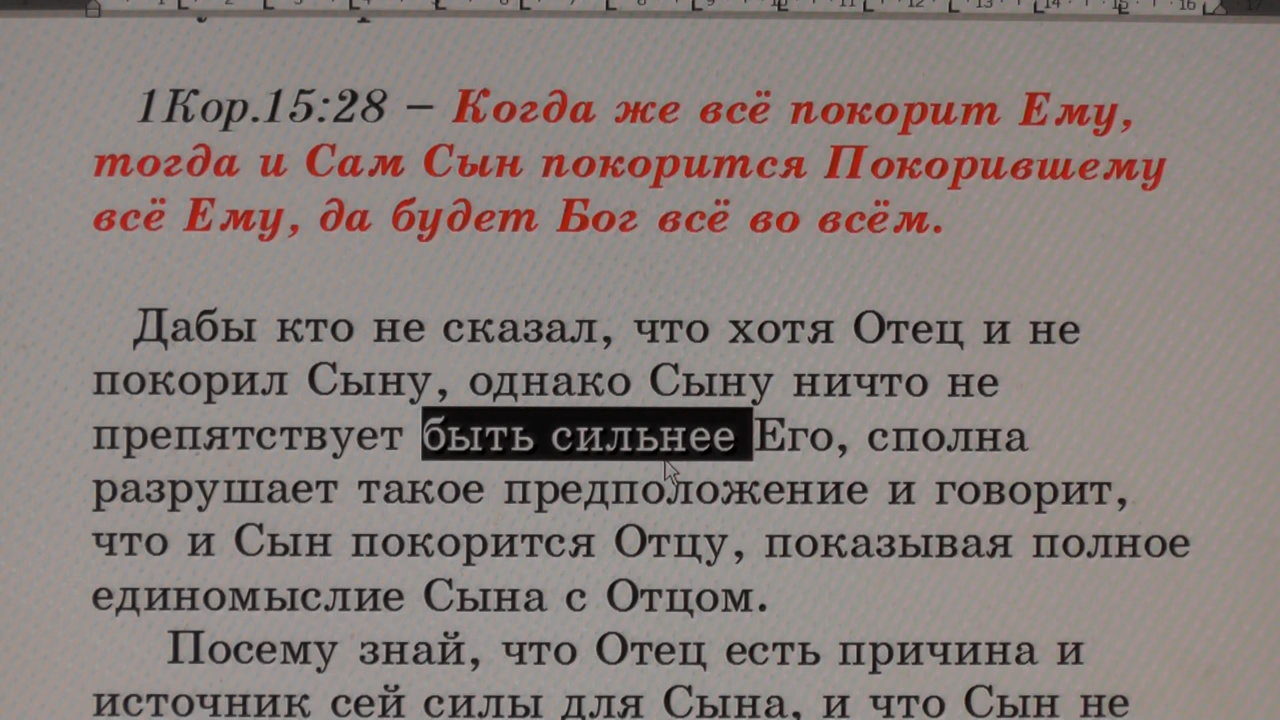 1Кор.15:28 – Когда же всё покорит Ему,
тогда и Сам Сын покорится Покорившему
всё Ему, да будет Бог всё во всём.
Дабы кто не сказал, что хотя Отец и не
покорил Сыну, однако Сыну ничто не
препятствует быть сильнее Его, сполна
разрушает такое предположение и говорит,
что и Сын покорится Отцу, показывая полное
единомыслие Сына с Отцом.
Посему знай, что Отец есть причина и
источник сей силы для Сына, и что Сын не